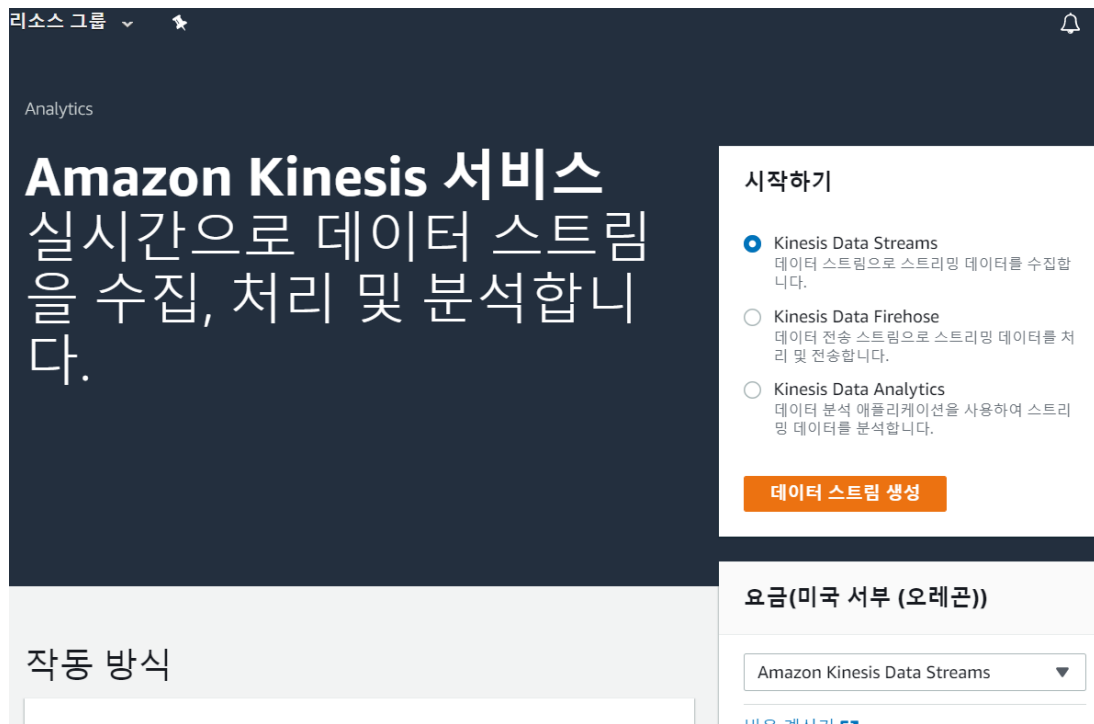 리소스 그룹
Analytics
Amazon Kinesis 서비스
실시간으로 데이터 스트림
을 수집, 처리 및 분석합니
다.
시작하기
Kinesis Data Streams
데이터 스트림으로 스트리밍 데이터를 수집합
니다.
Kinesis Data Firehose
데이터 전송 스트림으로 스트리밍 데이터를 처
리 및 전송합니다.
Kinesis Data Analytics
데이터 분석 애플리케이션을 사용하여 스트리
밍 데이터를 분석합니다.
데이터 스트림 생성
요금(미국 서부 (오레곤))
Amazon Kinesis Data Streams
작동 방식